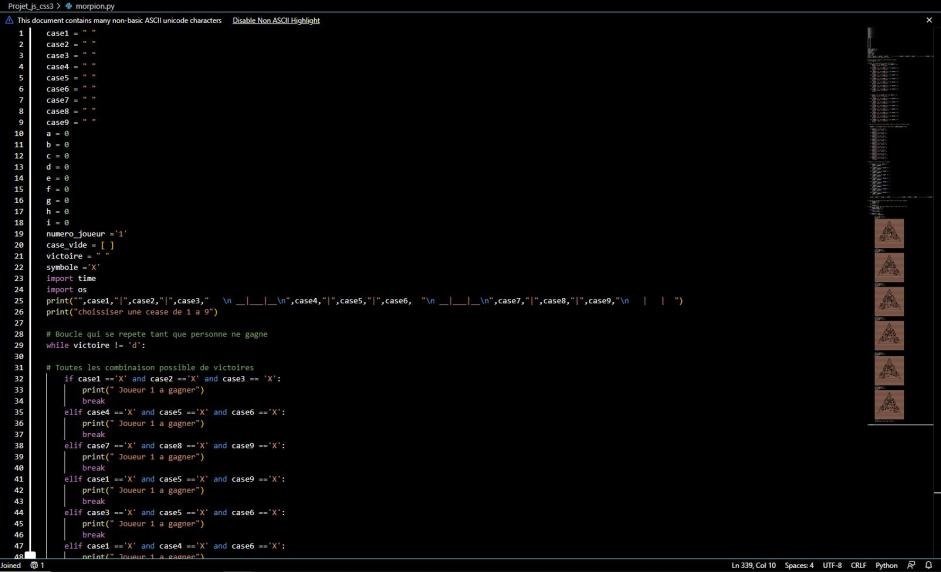 Projet_js_css3 > morpion.py
This document contains many non-basic ASCII unicode characters Disable Non ASCII Highlight
1 case1 = " "
2 case2 = " "
3 case3 = " "
4 case4 = " "
5 case5 = " "
6 case6 = " "
7 case7 = " "
8 case8 = " "
9 case9 = " "
10 a = 0
11 b = 0
12 c = 0
13 d = 0
14 e = 0
15 f = 0
16 g = 0
17 h = 0
18 i = 0
19 numero_joueur ='1'
20 case_vide = [ ]
21 victoire = " "
22 symbole ='X'
23 import time
24 import os
25 print("",case1,"|",case2,"|",case3,"   \n __|___|__\n",case4,"|",case5,"|",case6,  "\n __|___|__\n",case7,"|",case8,"|",case9,"\n   |   |  ")
26 print("choissiser une cease de 1 a 9")
27
28 # Boucle qui se repete tant que personne ne gagne
29 while victoire != 'd':
30
31 # Toutes les combinaison possible de victoires
32     if case1 =='X' and case2 =='X' and case3 == 'X':
33         print(" Joueur 1 a gagner")
34         break
35     elif case4 =='X' and case5 =='X' and case6 =='X':
36         print(" Joueur 1 a gagner")
37         break
38     elif case7 =='X' and case8 =='X' and case9 =='X':
39         print(" Joueur 1 a gagner")
40         break
41     elif case1 =='X' and case5 =='X' and case9 =='X':
42         print(" Joueur 1 a gagner")
43         break
44     elif case3 =='X' and case5 =='X' and case6 =='X':
45         print(" Joueur 1 a gagner")
46         break
47     elif case1 =='X' and case4 =='X' and case6 =='X':
48         print(" Joueur 1 a gagner")
Joined 1 Ln 339, Col 10 Spaces: 4 UTF-8 CRLF Python